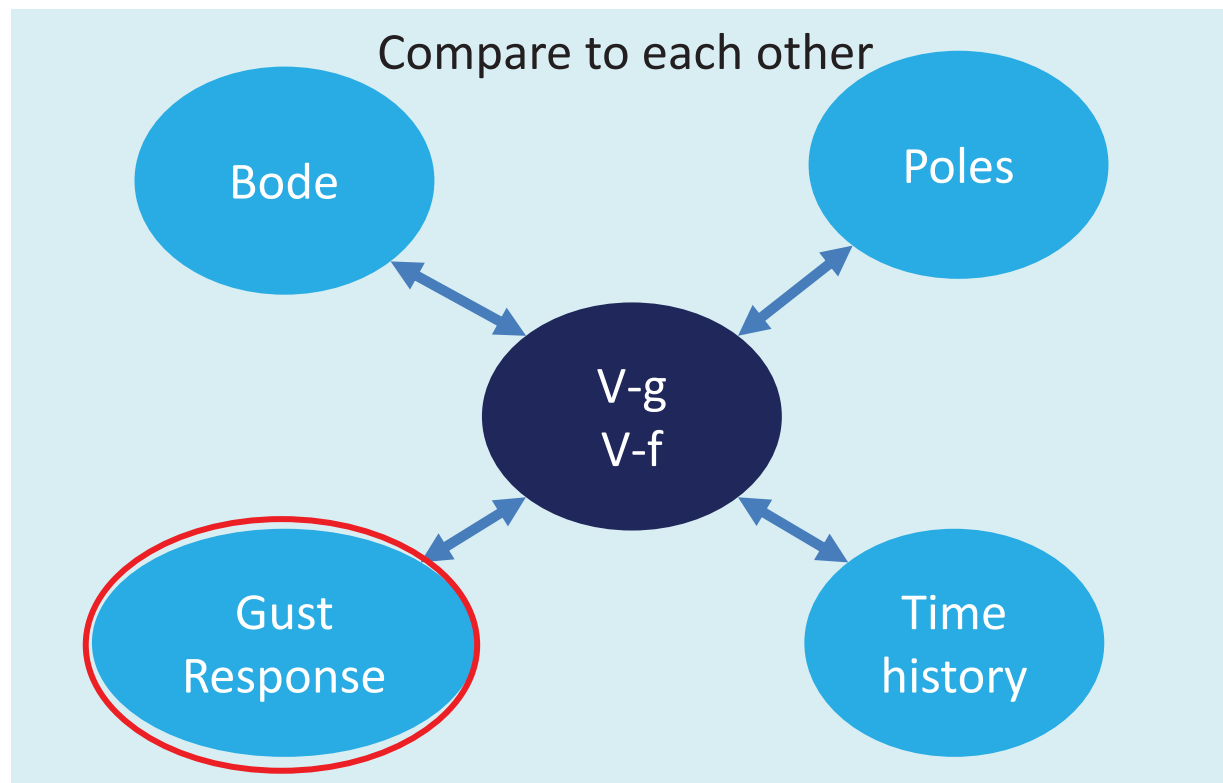 Compare to each other
Bode
Poles
V-g
V-f
Gust
Response
Time
history